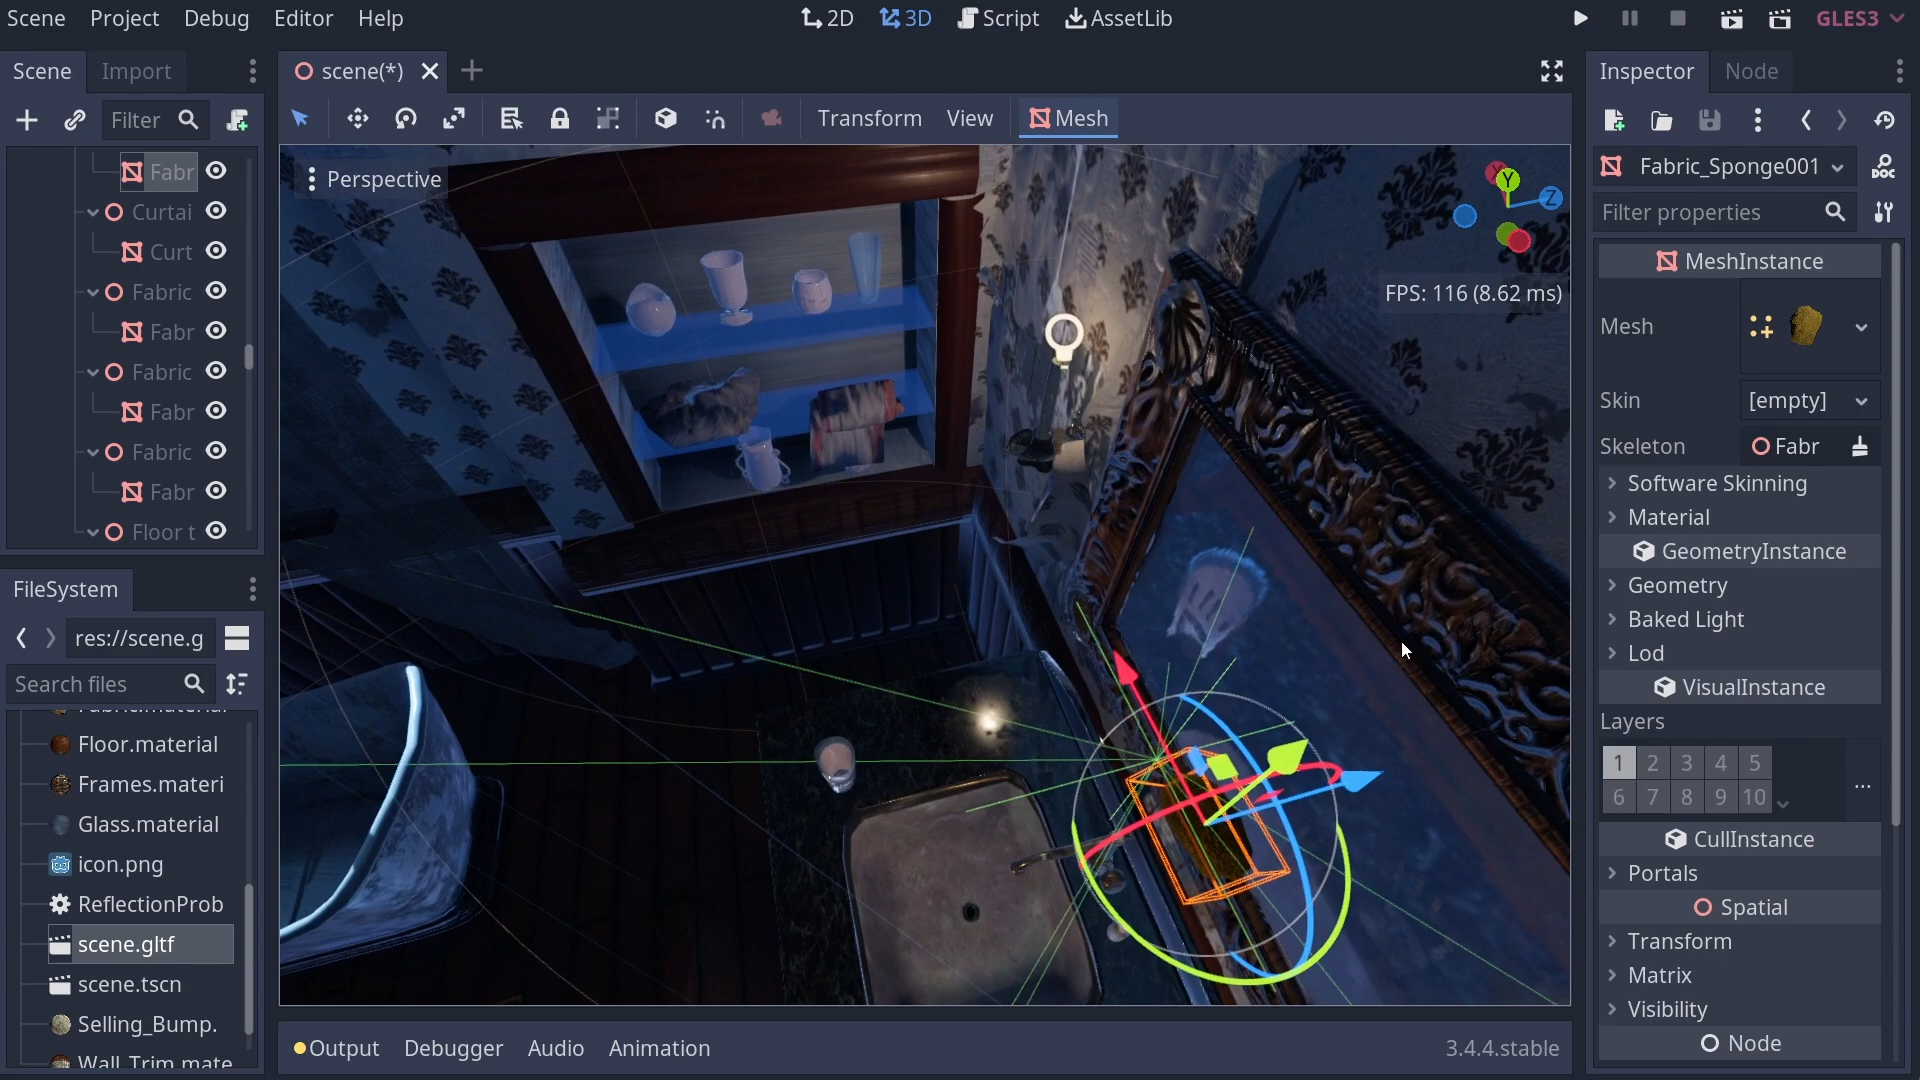 Scene Project Debug Editor Help
2D 3D Script AssetLib
GLES3
Scene Import
Filter
Fabr
Curtai
Curt
Fabric
Fabr
Fabric
Fabr
Fabric
Fabr
Floor t
FileSystem
res://scene.g
Search files
Fabric.material
Floor.material
Frames.materi
Glass.material
icon.png
ReflectionProb
scene.gltf
scene.tscn
Selling_Bump.
Wall_Trim.mate
scene(*)
Transform View Mesh
Perspective
Y
Z
FPS: 116 (8.62 ms)
Output Debugger Audio Animation
3.4.4.stable
Inspector Node
Fabric_Sponge001
DOC
Filter properties
MeshInstance
Mesh
Skin [empty]
Skeleton Fabr
Software Skinning
Material
GeometryInstance
Geometry
Baked Light
Lod
VisualInstance
Layers
1 2 3 4 5
6 7 8 9 10
...
CullInstance
Portals
Spatial
Transform
Matrix
Visibility
Node